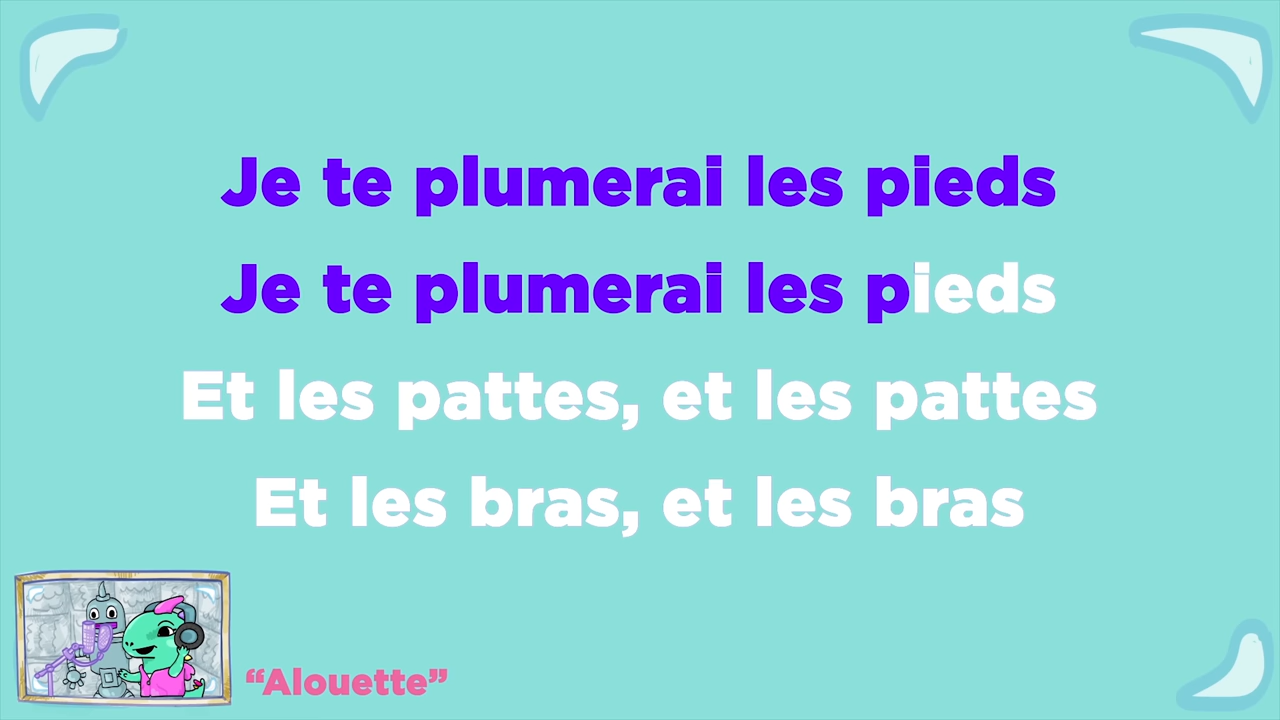 Je te plumerai les pieds
Je te plumerai les pieds
Et les pattes, et les pattes
Et les bras, et les bras
“Alouette”